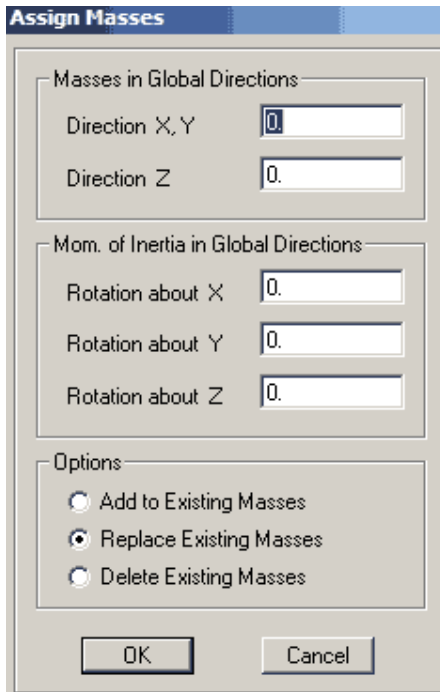 Assign Masses
Masses in Global Directions
Direction X, Y 0.
Direction Z 0.
Mom. of Inertia in Global Directions
Rotation about X 0.
Rotation about Y 0.
Rotation about Z 0.
Options
Add to Existing Masses
Replace Existing Masses
Delete Existing Masses
OK Cancel